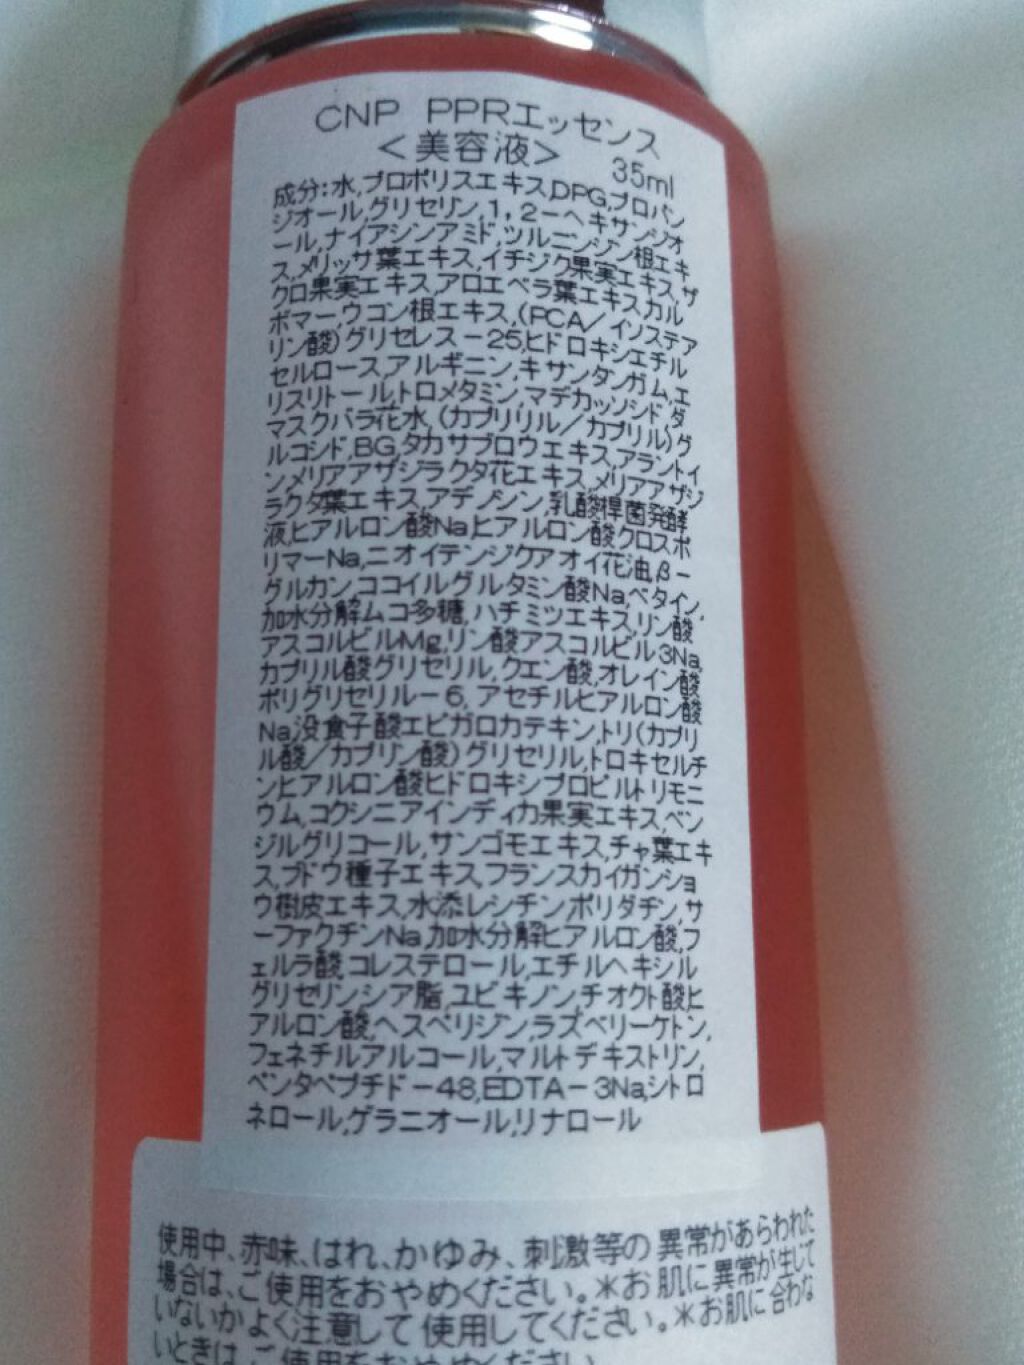 CNP PPRエッセンス
<美容液> 35ml
成分:水,プロポリスエキス,DPG,プロパン
ジオール,グリセリン,1,2-ヘキサンジオ
ール,ナイアシンアミド,ツルニンジン根エキ
ス,メリッサ葉エキス,イチジク果実エキス,ザ
クロ果実エキス,アロエベラ葉エキスカル
ボマー,ウコン根エキス,(PCA/イソステア
リン酸)グリセレス-25,ヒドロキシエチル
セルロース,アルギニン,キサンタンガム,エ
リスリトール,トロメタミン,マデカッソシド,ダ
マスクバラ花水,(カプリリル/カプリル)グ
ルコシド,BG,タカサブロウエキス,アラントイ
ン,メリアアザジラクタ花エキス,メリアアザジ
ラクタ葉エキス,アデノシン,乳酸桿菌発酵
液,ヒアルロン酸Na,ヒアルロン酸クロスポ
リマーNa,ニオイテンジクアオイ花油,β-
グルカン,ココイルグルタミン酸Na,ベタイン,
加水分解ムコ多糖,ハチミツエキス,リン酸
アスコルビルMg,リン酸アスコルビル3Na,
カプリル酸グリセリル,クエン酸,オレイン酸
ポリグリセリル-6,アセチルヒアルロン酸
Na,没食子酸エピガロカテキン,トリ(カプリ
ル酸/カプリン酸)グリセリル,トロキセルチ
ン,ヒアルロン酸ヒドロキシプロピルトリモニ
ウム,コクシニアインディカ果実エキス,ベン
ジルグリコール,サンゴモエキス,チャ葉エキ
ス,ブドウ種子エキス,フランスカイガンショ
ウ樹皮エキス,水添レシチン,ポリダチン,サ
ーファクチンNa,加水分解ヒアルロン酸,フ
ェルラ酸,コレステロール,エチルヘキシル
グリセリン,シア脂,ユビキノン,チオクト酸,ヒ
アルロン酸,ヘスペリジン,ラズベリーケトン,
フェネチルアルコール,マルトデキストリン,
ペンタペプチド-48,EDTA-3Na,シトロ
ネロール,ゲラニオール,リナロール
使用中、赤味、はれ、かゆみ、刺激等の異常があらわれた
場合は、ご使用をおやめください。*お肌に異常が生じて
いないかよく注意して使用してください。*お肌に合わな
いときは、ご使用をおやめください。